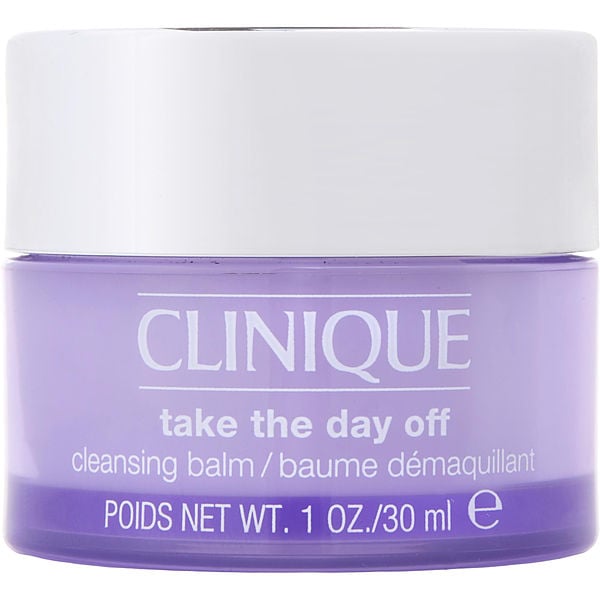 CLINIQUE
take the day off
cleansing balm / baume démaquillant
POIDS NET WT. 1 OZ./30 ml ℮